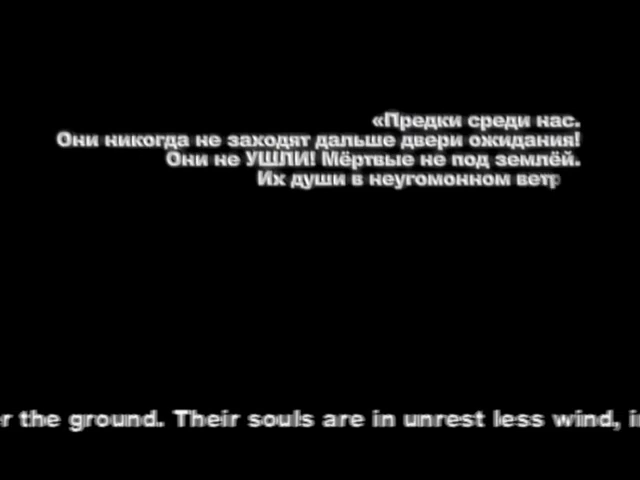 «Предки среди нас.
Они никогда не заходят дальше двери ожидания!
Они не УШЛИ! Мёртвые не под землёй.
Их души в неугомонном ветр
the ground. Their souls are in unrest less wind,